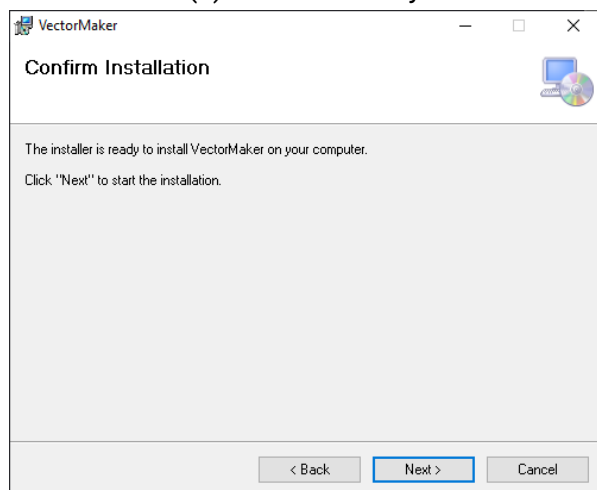 VectorMaker
Confirm Installation
The installer is ready to install VectorMaker on your computer.
Click "Next" to start the installation.
< Back
Next >
Cancel